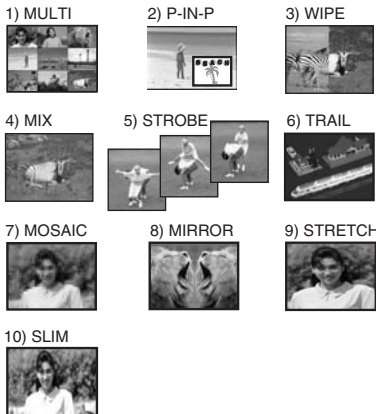 1) MULTI
2) P-IN-P
3) WIPE
BEACH
4) MIX
5) STROBE
6) TRAIL
7) MOSAIC
8) MIRROR
9) STRETCH
10) SLIM